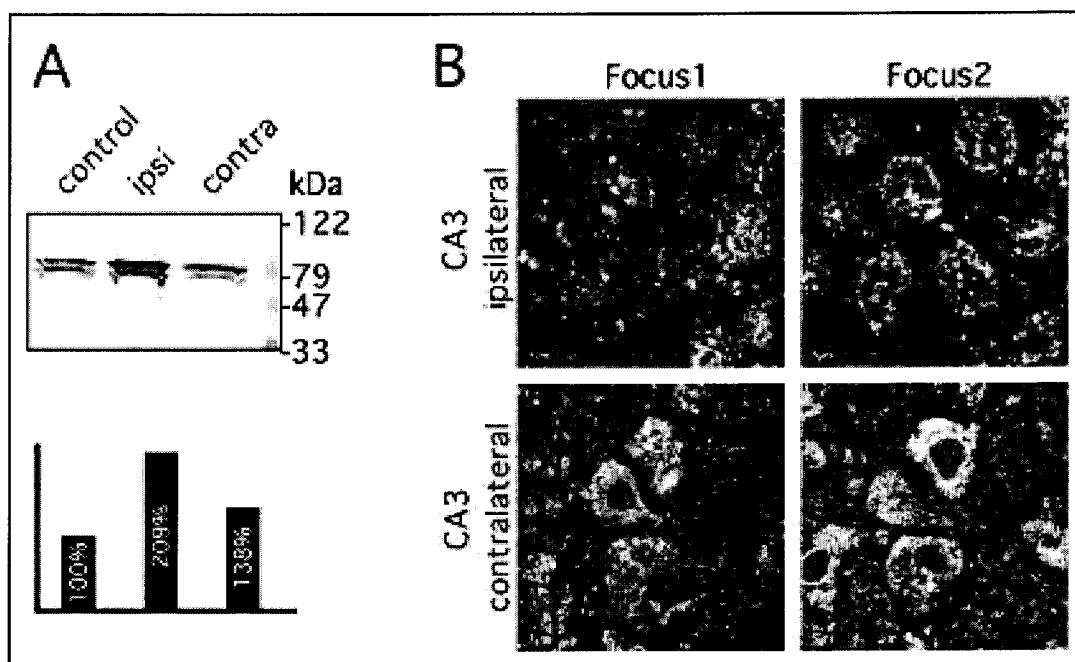 A
control ipsi contra kDa
-122
-79
-47
-33
100% 209% 138%
B
Focus1 Focus2
CA3
ipsilateral
CA3
contralateral